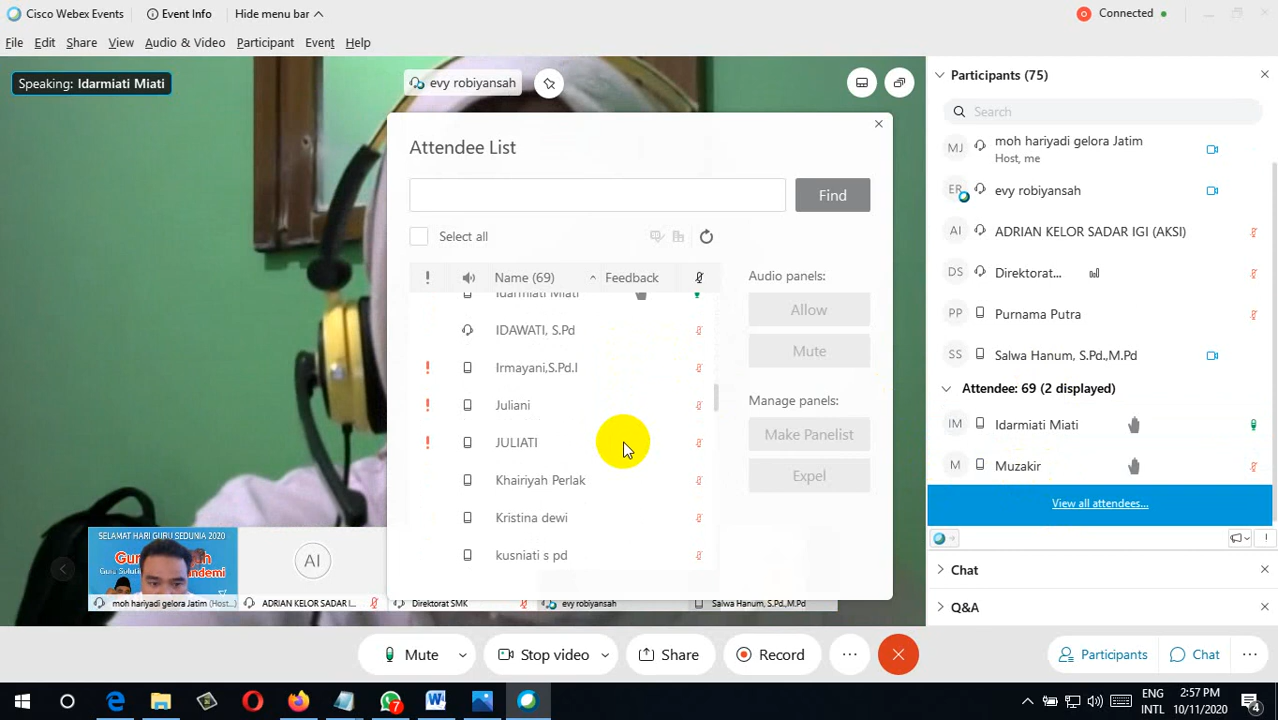 Cisco Webex Events
Event Info
Hide menu bar
Connected
File Edit Share View Audio & Video Participant Event Help
Speaking: Idarmiati Miati
evy robiyansah
Attendee List
Find
Select all
! Name (69) Feedback
Idarmiati Miati
IDAWATI, S.Pd
! Irmayani,S.Pd.I
! Juliani
! JULIATI
Khairiyah Perlak
Kristina dewi
kusniati s pd
Audio panels:
Allow
Mute
Manage panels:
Make Panelist
Expel
SELAMAT HARI GURU SEDUNIA 2020
moh hariyadi gelora Jatim (Host...)
AI
ADRIAN KELOR SADAR I...
Direktorat SMK
evy robiyansah
Salwa Hanum, S.Pd.,M.Pd
Participants (75)
Search
MJ moh hariyadi gelora Jatim
Host, me
ER evy robiyansah
AI ADRIAN KELOR SADAR IGI (AKSI)
DS Direktorat...
PP Purnama Putra
SS Salwa Hanum, S.Pd.,M.Pd
Attendee: 69 (2 displayed)
IM Idarmiati Miati
M Muzakir
View all attendees...
!
Chat
Q&A
Mute
Stop video
Share
Record
Participants
Chat
7
W
ENG
INTL
2:57 PM
10/11/2020
4